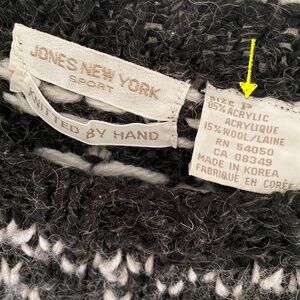 JONES NEW YORK
SPORT
KNITTED BY HAND
SIZE P
85% ACRYLIC
ACRYLIQUE
15% WOOL/LAINE
RN 54050
CA 08349
MADE IN KOREA
FABRIQUÉ EN CORÉE